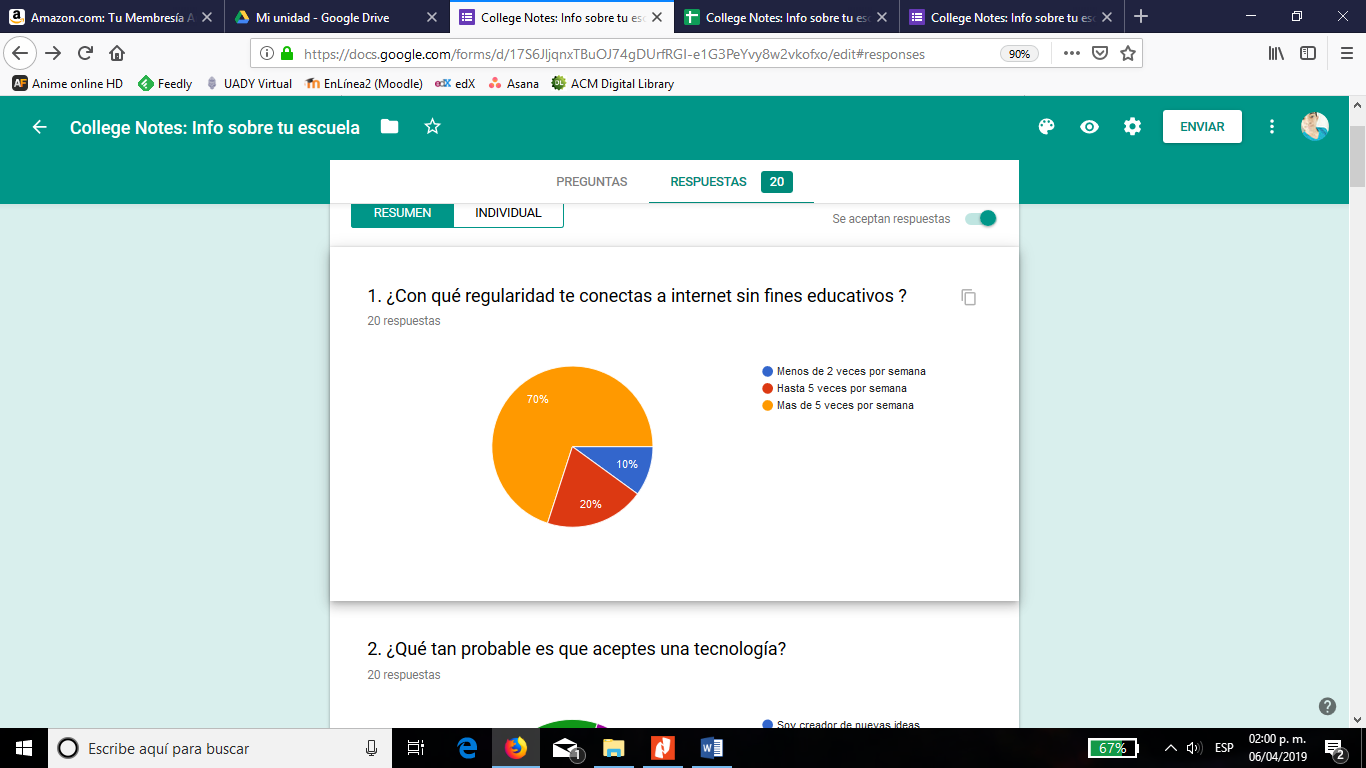 Amazon.com: Tu Membresía A
Mi unidad - Google Drive
College Notes: Info sobre tu esc
College Notes: Info sobre tu es
College Notes: Info sobre tu es
https://docs.google.com/forms/d/17S6JljqnxTBuOJ74gDUrfRGI-e1G3PeYvy8w2vkofxo/edit#responses
90%
Anime online HD
Feedly
UADY Virtual
EnLínea2 (Moodle)
edX
Asana
ACM Digital Library
College Notes: Info sobre tu escuela
ENVIAR
PREGUNTAS
RESPUESTAS 20
RESUMEN
INDIVIDUAL
Se aceptan respuestas
1. ¿Con qué regularidad te conectas a internet sin fines educativos ?
20 respuestas
Menos de 2 veces por semana
Hasta 5 veces por semana
Mas de 5 veces por semana
70%
10%
20%
2. ¿Qué tan probable es que aceptes una tecnología?
20 respuestas
Soy creador de nuevas ideas
Escribe aquí para buscar
1
67%
ESP
02:00 p. m.
06/04/2019
2